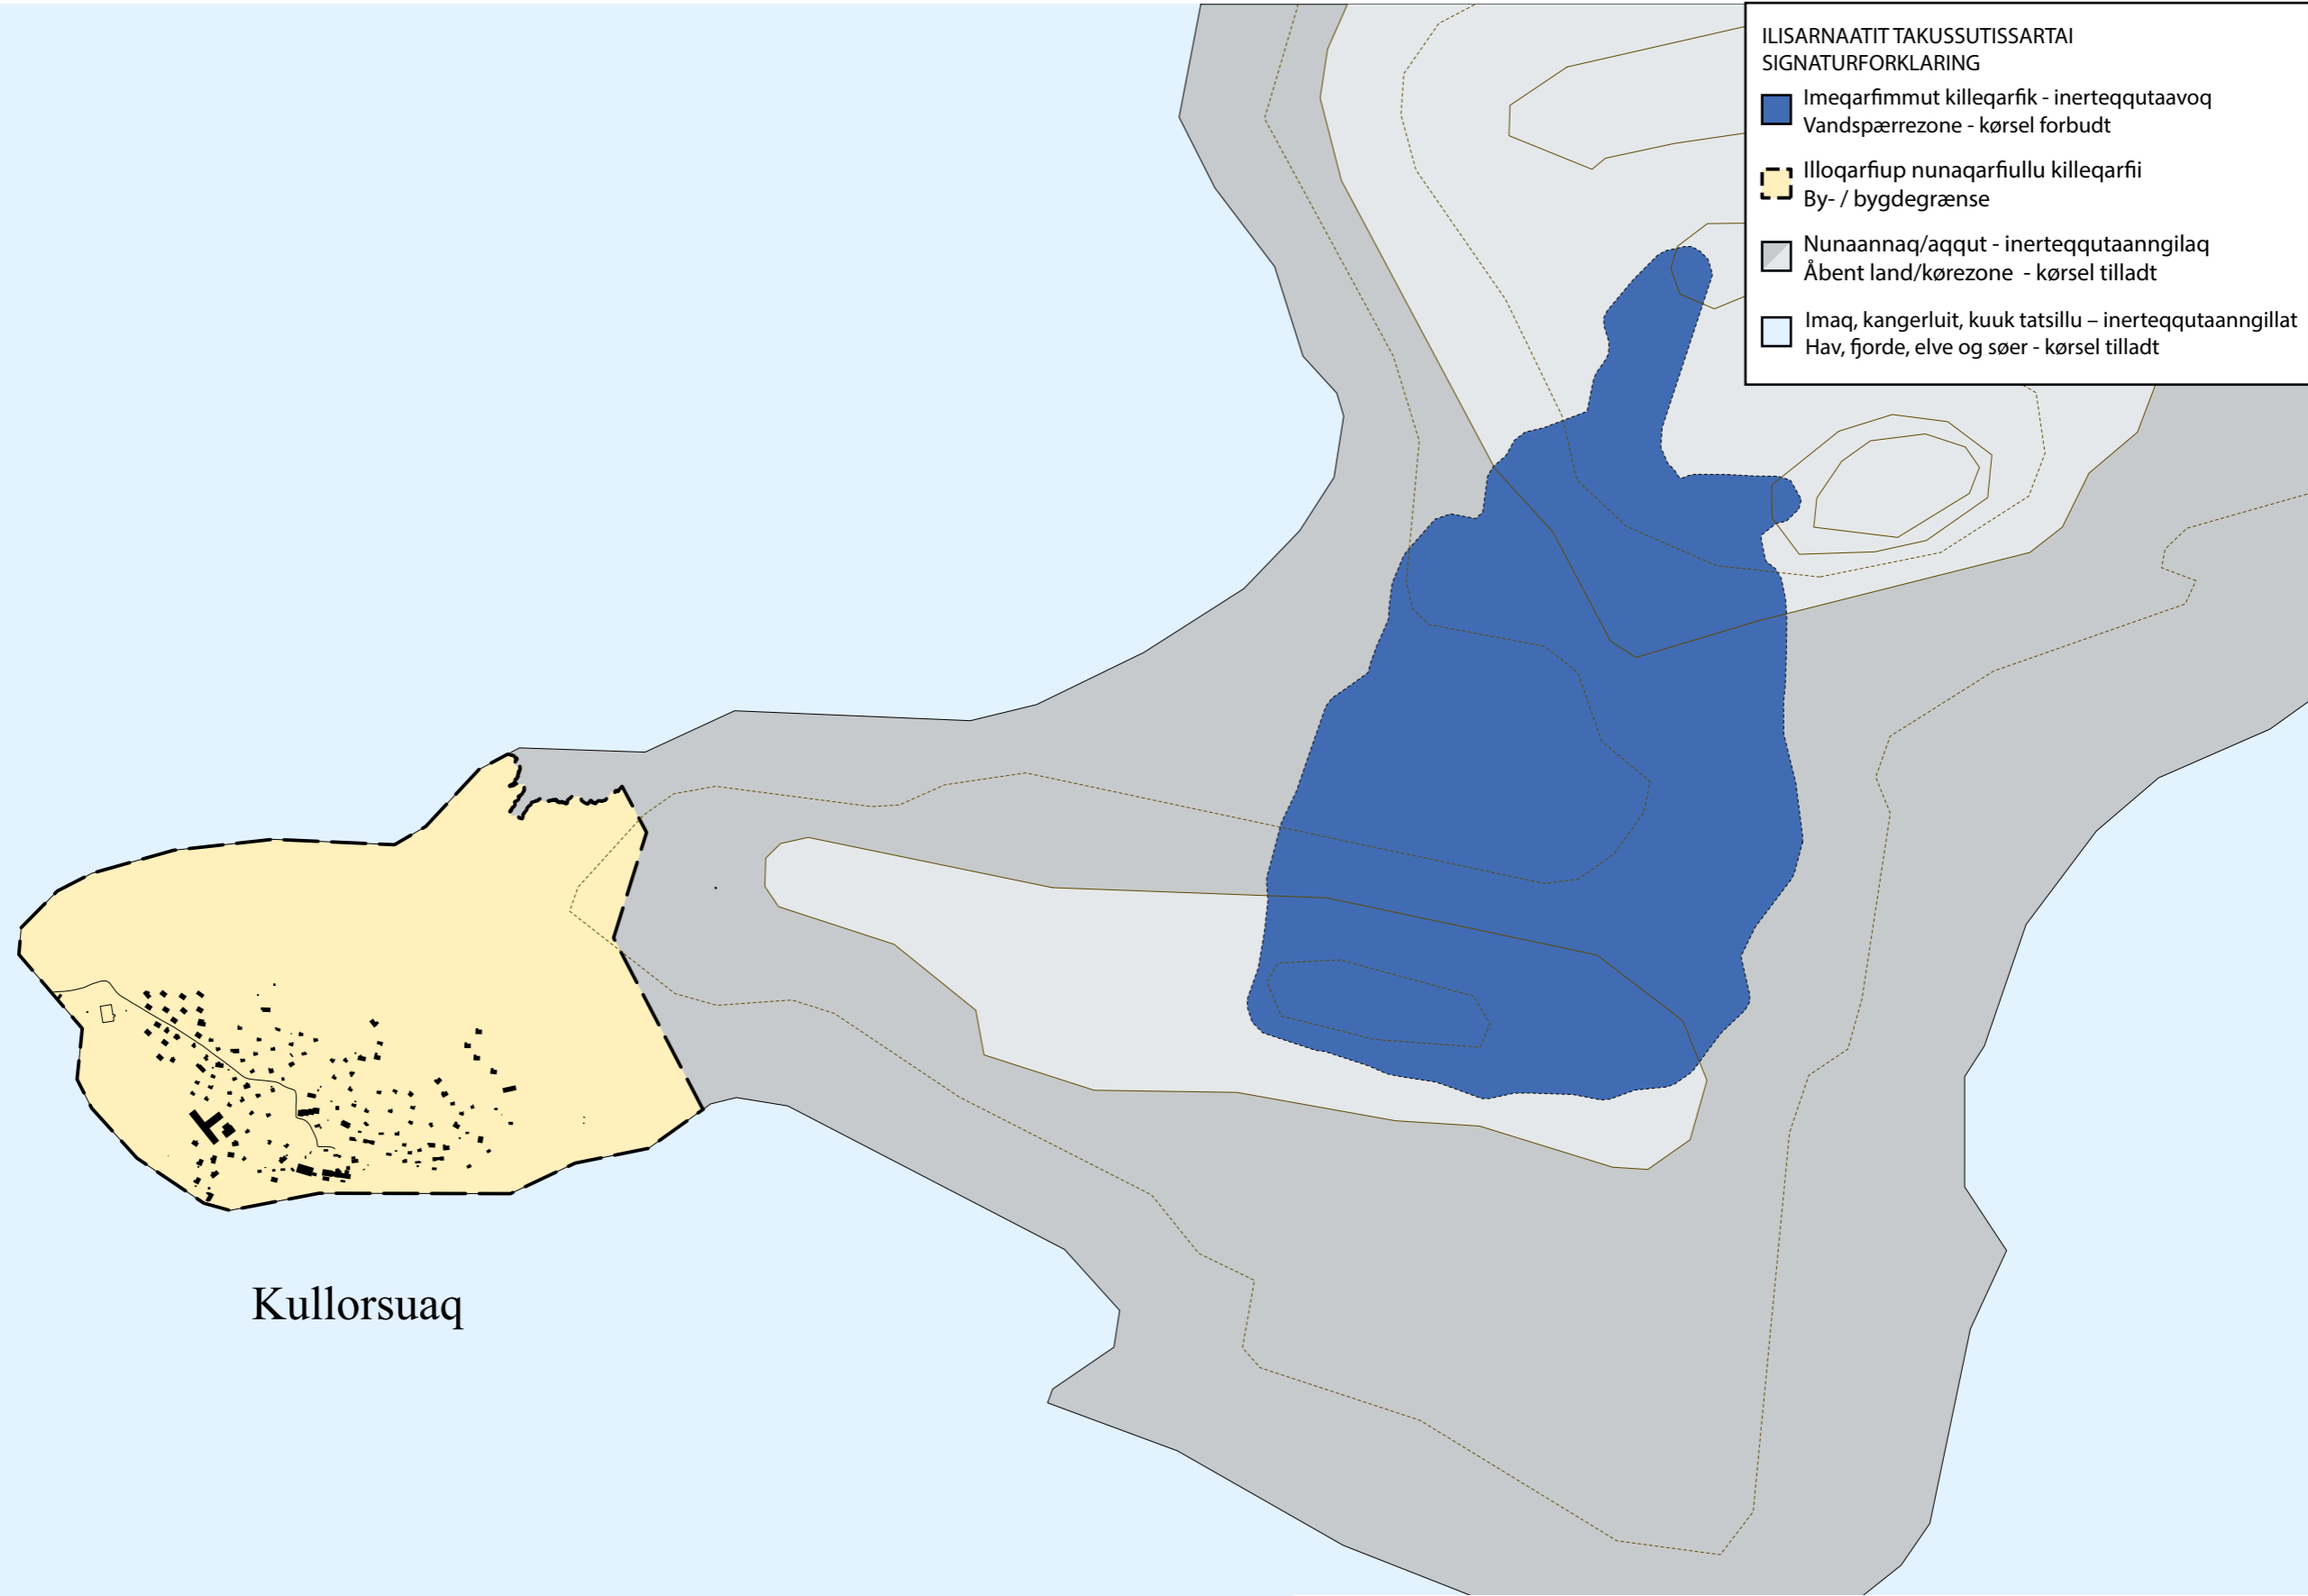 ILISARNAATIT TAKUSSUTISSARTAI
SIGNATURFORKLARING
Imeqarfimmut killeqarfik - inerteqqutaavoq
Vandspærrezone - kørsel forbudt
Illoqarfiup nunaqarfiullu killeqarfii
By- / bygdegrænse
Nunaannaq/aqqut - inerteqqutaanngilaq
Åbent land/kørezone - kørsel tilladt
Imaq, kangerluit, kuuk tatsillu – inerteqqutaanngillat
Hav, fjorde, elve og søer - kørsel tilladt
Kullorsuaq